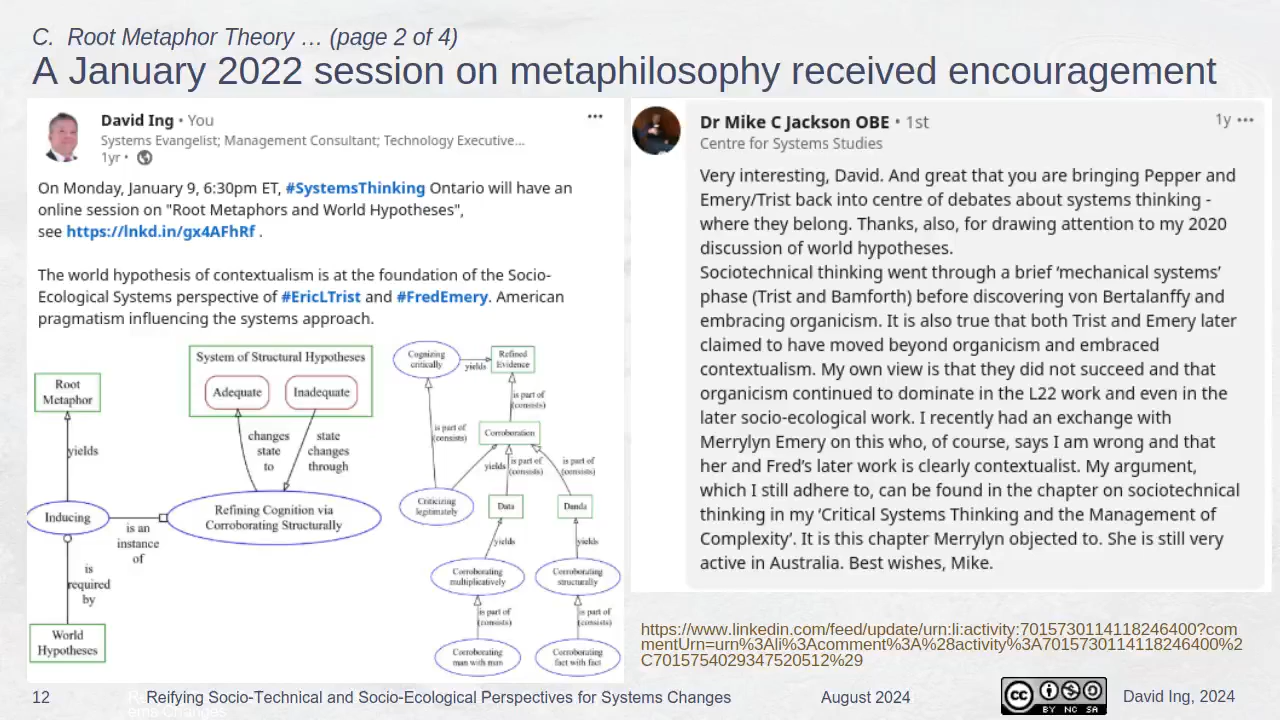 C.  Root Metaphor Theory … (page 2 of 4)
A January 2022 session on metaphilosophy received encouragement
David Ing • You
Systems Evangelist; Management Consultant; Technology Executive...
1yr •
On Monday, January 9, 6:30pm ET, #SystemsThinking Ontario will have an
online session on "Root Metaphors and World Hypotheses",
see https://lnkd.in/gx4AFhRf .
The world hypothesis of contextualism is at the foundation of the Socio-
Ecological Systems perspective of #EricLTrist and #FredEmery. American
pragmatism influencing the systems approach.
System of Structural Hypotheses
Adequate
Inadequate
Root
Metaphor
yields
changes
state
to
state
changes
through
Inducing
is an
instance
of
Refining Cognition via
Corroborating Structurally
is
required
by
World
Hypotheses
Cognizing
critically
yields
Refined
Evidence
is part of
(consists)
is part of
(consists)
Corroboration
yields
is part of
(consists)
is part of
(consists)
Criticizing
legitimately
Data
Danda
yields
yields
Corroborating
multiplicatively
Corroborating
structurally
is part of
(consists)
is part of
(consists)
Corroborating
man with man
Corroborating
fact with fact
Dr Mike C Jackson OBE • 1st
1y
Centre for Systems Studies
Very interesting, David. And great that you are bringing Pepper and
Emery/Trist back into centre of debates about systems thinking -
where they belong. Thanks, also, for drawing attention to my 2020
discussion of world hypotheses.
Sociotechnical thinking went through a brief ‘mechanical systems’
phase (Trist and Bamforth) before discovering von Bertalanffy and
embracing organicism. It is also true that both Trist and Emery later
claimed to have moved beyond organicism and embraced
contextualism. My own view is that they did not succeed and that
organicism continued to dominate in the L22 work and even in the
later socio-ecological work. I recently had an exchange with
Merrylyn Emery on this who, of course, says I am wrong and that
her and Fred’s later work is clearly contextualist. My argument,
which I still adhere to, can be found in the chapter on sociotechnical
thinking in my ‘Critical Systems Thinking and the Management of
Complexity’. It is this chapter Merrylyn objected to. She is still very
active in Australia. Best wishes, Mike.
https://www.linkedin.com/feed/update/urn:li:activity:7015730114118246400?com
mentUrn=urn%3Ali%3Acomment%3A%28activity%3A7015730114118246400%2
C7015754029347520512%29
12
Reifying Socio-Technical and Socio-Ecological Perspectives for Systems Changes
August 2024
CC BY NC SA
David Ing, 2024